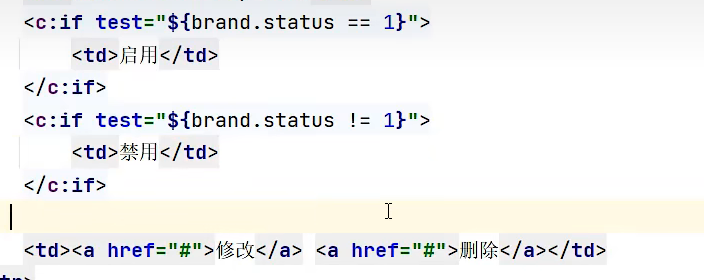 <c:if test="${brand.status == 1}">
<td>启用</td>
</c:if>
<c:if test="${brand.status != 1}">
<td>禁用</td>
</c:if>
<td><a href="#">修改</a> <a href="#">删除</a></td>